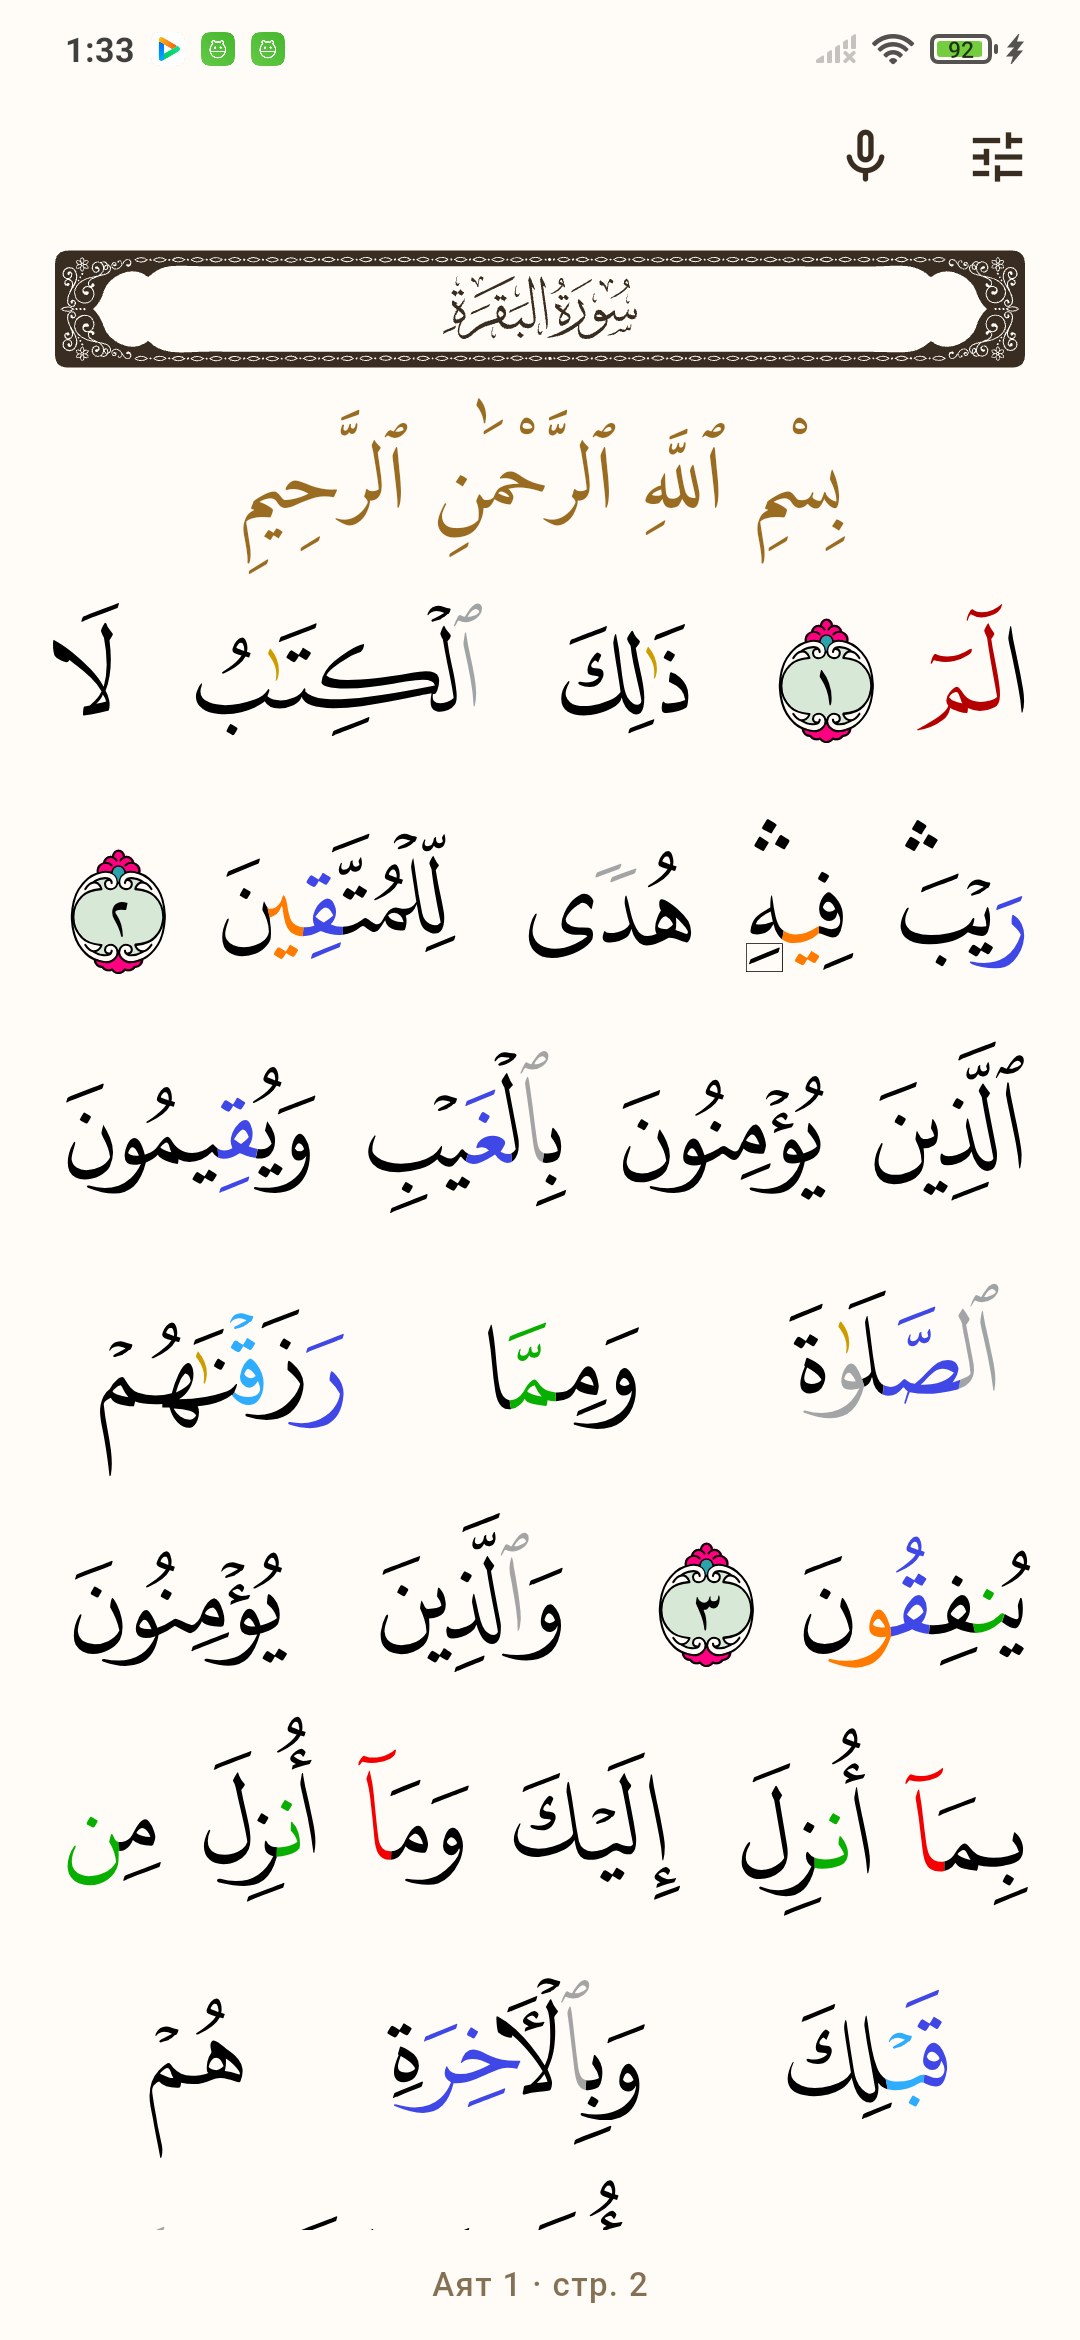 1:33
92
سُورَةُ البَقَرَةِ
بِسْمِ ٱللَّهِ ٱلرَّحْمَٰنِ ٱلرَّحِيمِ
الٓمٓ ١ ذَٰلِكَ ٱلْكِتَٰبُ لَا
رَيْبَۛ فِيهِۛ هُدًى لِّلْمُتَّقِينَ ٢
ٱلَّذِينَ يُؤْمِنُونَ بِٱلْغَيْبِ وَيُقِيمُونَ
ٱلصَّلَوٰةَ وَمِمَّا رَزَقْنَٰهُمْ
يُنفِقُونَ ٣ وَٱلَّذِينَ يُؤْمِنُونَ
بِمَآ أُنزِلَ إِلَيْكَ وَمَآ أُنزِلَ مِن
قَبْلِكَ وَبِٱلْأَخِرَةِ هُمْ
Аят 1 · стр. 2